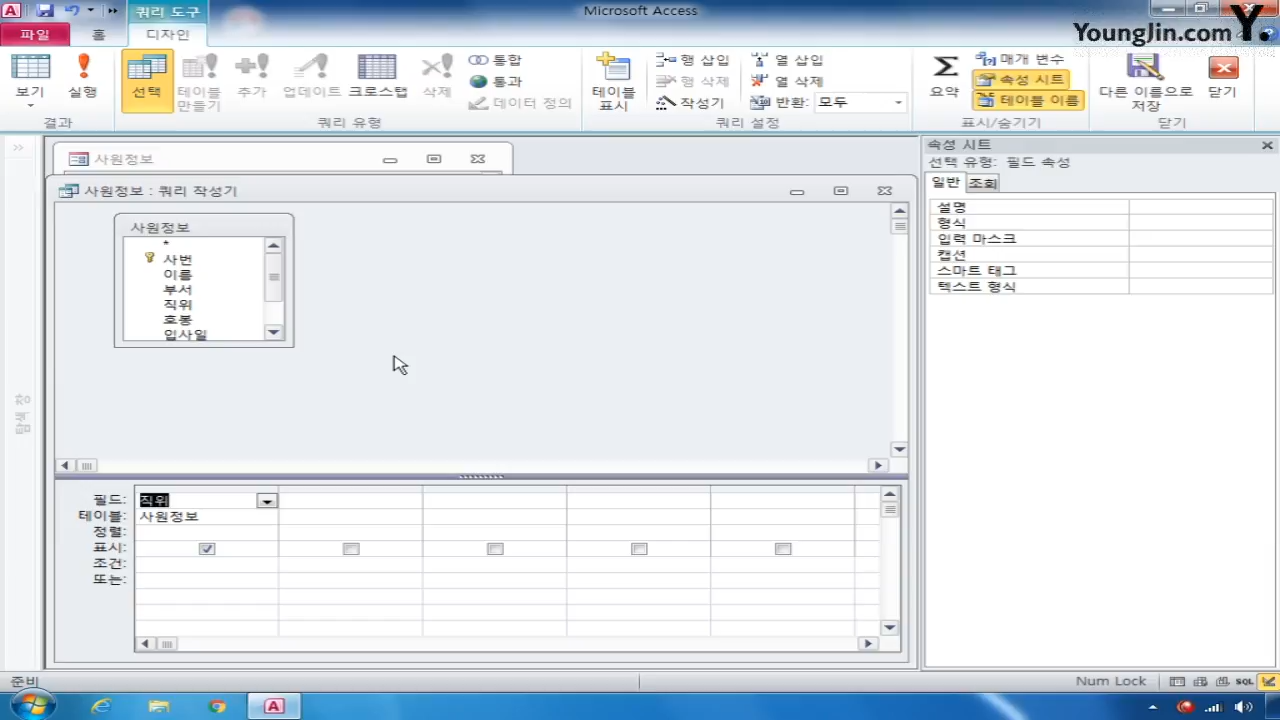 쿼리 도구
Microsoft Access
YoungJin.com Y.
파일
홈
디자인
보기
실행
결과
선택
테이블
만들기
추가
업데이트
크로스탭
삭제
통합
통과
데이터 정의
쿼리 유형
테이블
표시
행 삽입
행 삭제
작성기
열 삽입
열 삭제
반환: 모두
쿼리 설정
요약
매개 변수
속성 시트
테이블 이름
표시/숨기기
다른 이름으로
저장
닫기
닫기
사원정보
사원정보 : 쿼리 작성기
사원정보
*
사번
이름
부서
직위
호봉
입사일
탐색 창
필드: 직위
테이블: 사원정보
정렬:
표시:
조건:
또는:
속성 시트
선택 유형: 필드 속성
일반
조회
설명
형식
입력 마스크
캡션
스마트 태그
텍스트 형식
준비
Num Lock
SQL